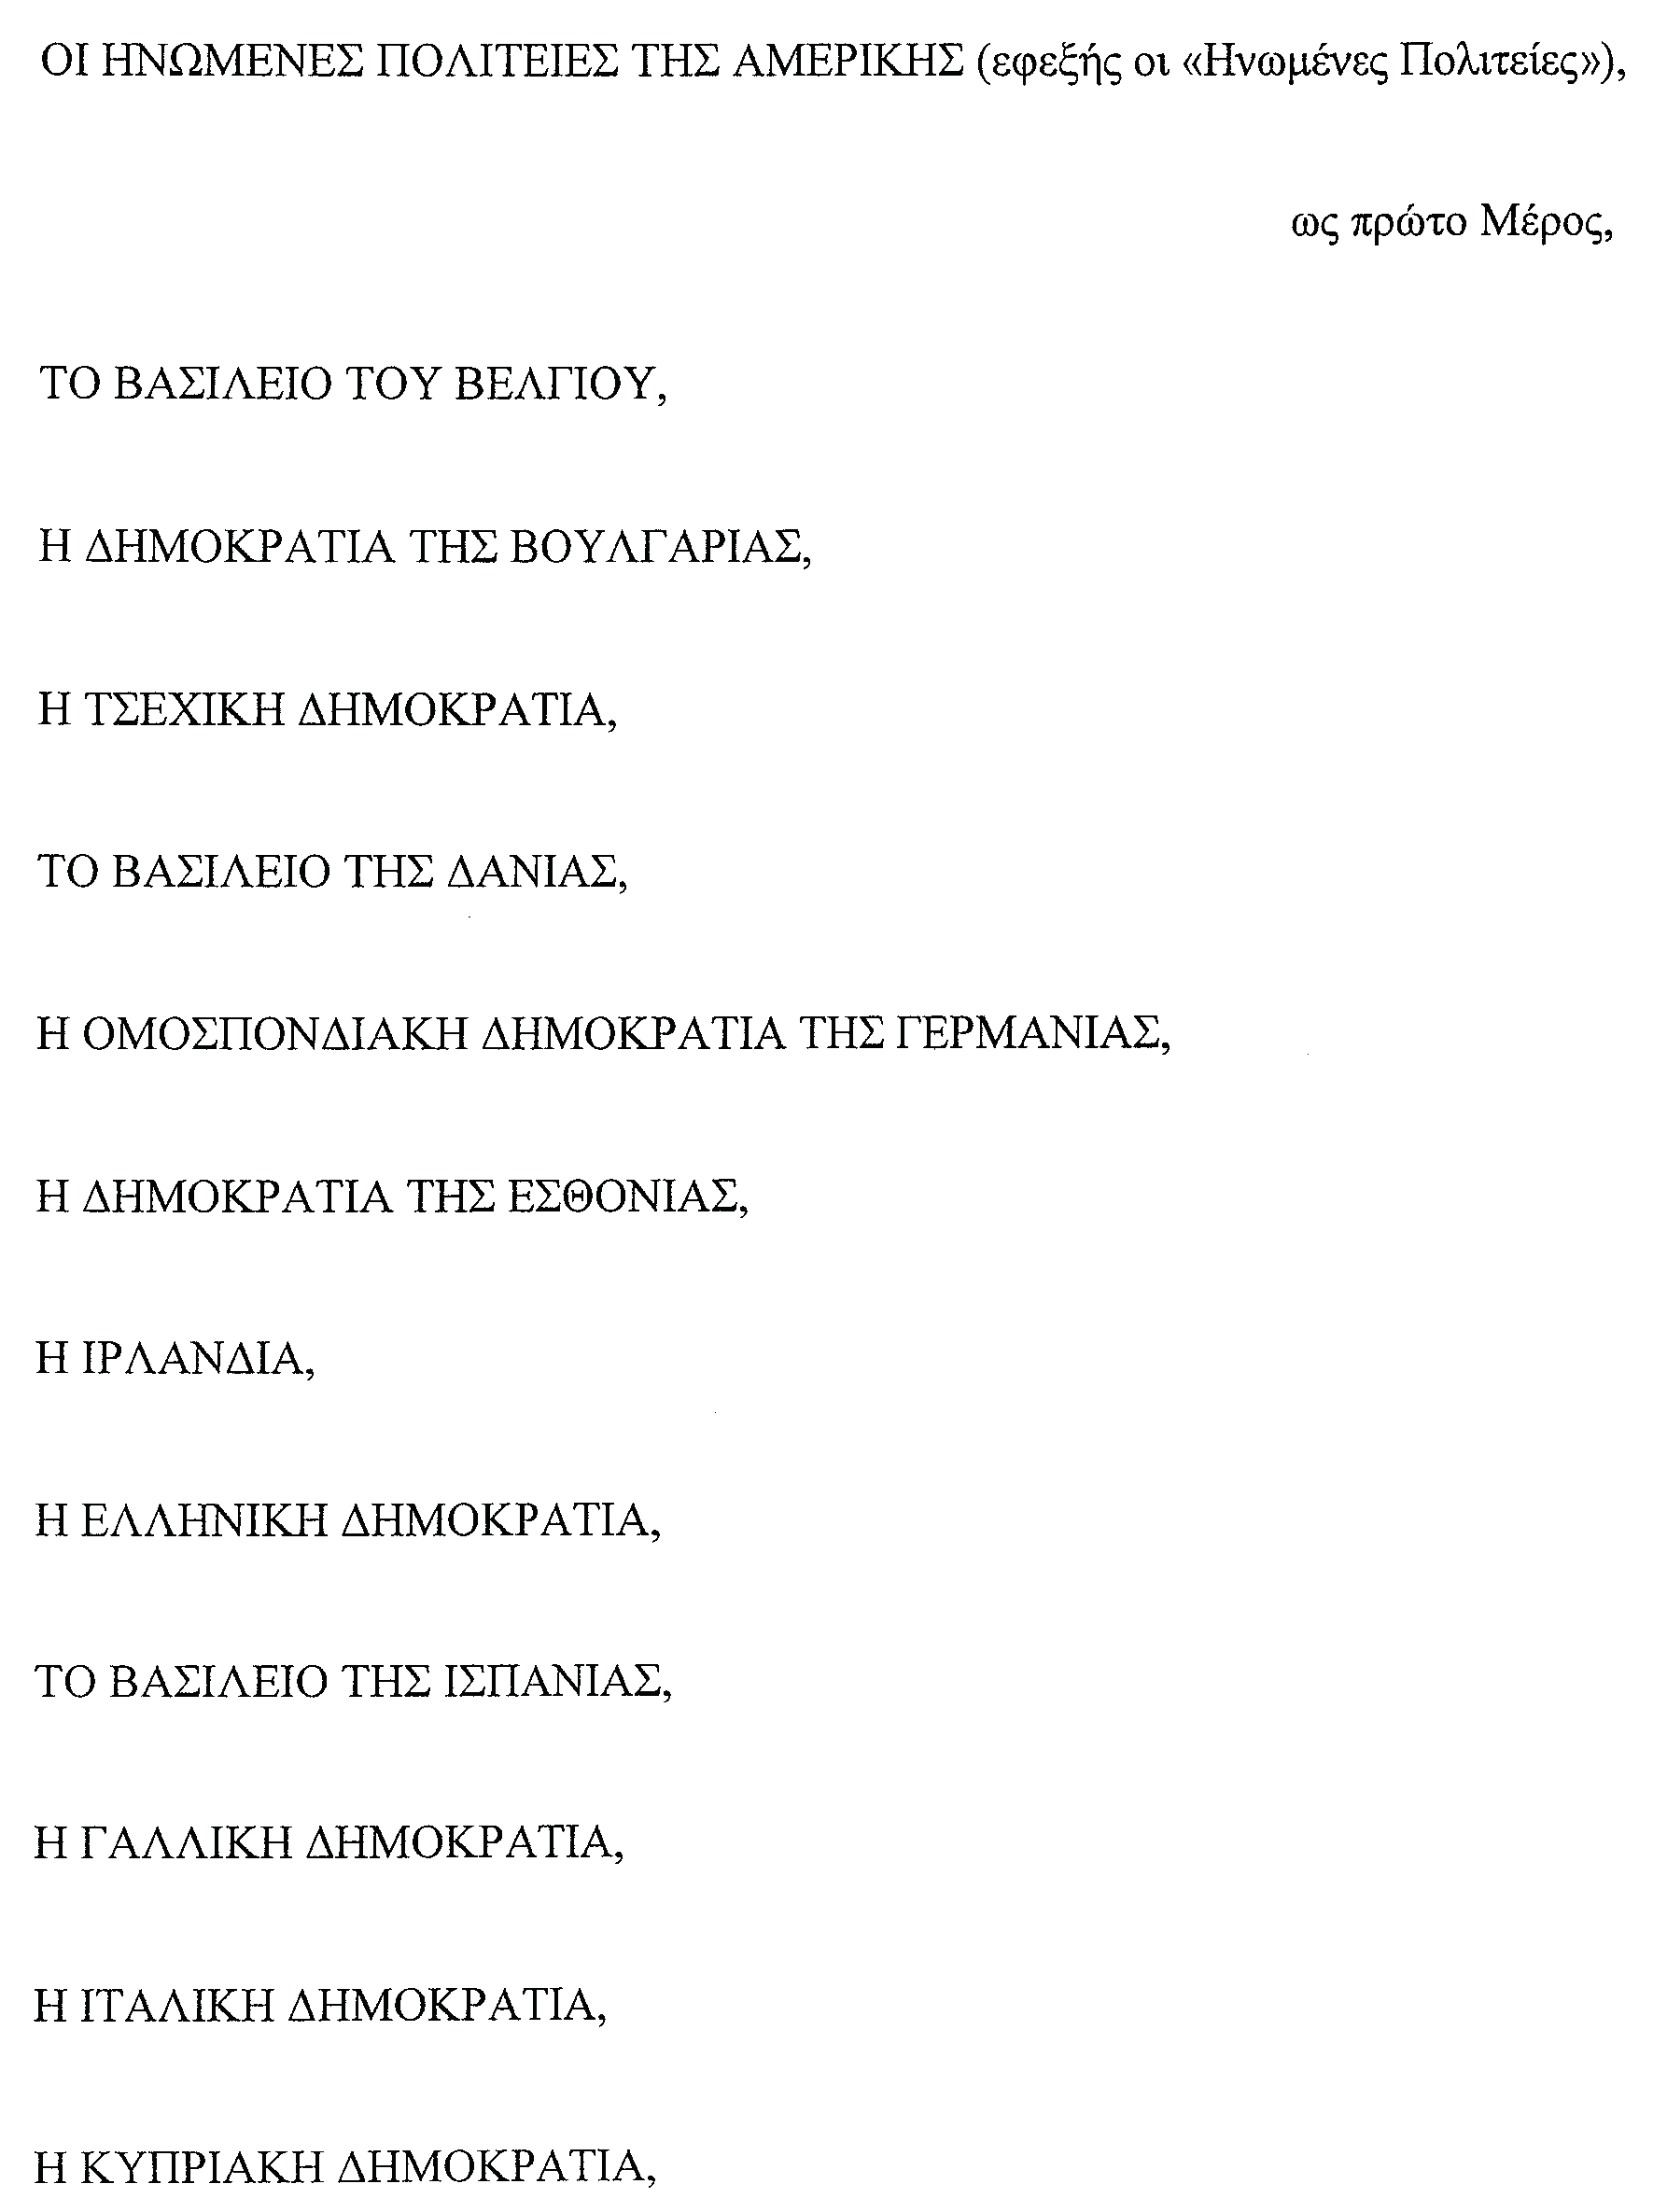 ΟΙ ΗΝΩΜΕΝΕΣ ΠΟΛΙΤΕΙΕΣ ΤΗΣ ΑΜΕΡΙΚΗΣ (εφεξής οι «Ηνωμένες Πολιτείες»),
ως πρώτο Μέρος,
ΤΟ ΒΑΣΙΛΕΙΟ ΤΟΥ ΒΕΛΓΙΟΥ,
Η ΔΗΜΟΚΡΑΤΙΑ ΤΗΣ ΒΟΥΛΓΑΡΙΑΣ,
Η ΤΣΕΧΙΚΗ ΔΗΜΟΚΡΑΤΙΑ,
ΤΟ ΒΑΣΙΛΕΙΟ ΤΗΣ ΔΑΝΙΑΣ,
Η ΟΜΟΣΠΟΝΔΙΑΚΗ ΔΗΜΟΚΡΑΤΙΑ ΤΗΣ ΓΕΡΜΑΝΙΑΣ,
Η ΔΗΜΟΚΡΑΤΙΑ ΤΗΣ ΕΣΘΟΝΙΑΣ,
Η ΙΡΛΑΝΔΙΑ,
Η ΕΛΛΗΝΙΚΗ ΔΗΜΟΚΡΑΤΙΑ,
ΤΟ ΒΑΣΙΛΕΙΟ ΤΗΣ ΙΣΠΑΝΙΑΣ,
Η ΓΑΛΛΙΚΗ ΔΗΜΟΚΡΑΤΙΑ,
Η ΙΤΑΛΙΚΗ ΔΗΜΟΚΡΑΤΙΑ,
Η ΚΥΠΡΙΑΚΗ ΔΗΜΟΚΡΑΤΙΑ,